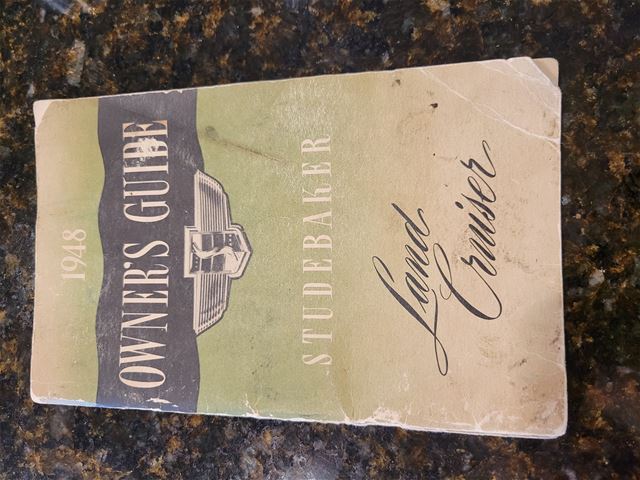 1948
OWNER'S GUIDE
S
STUDEBAKER
Land
Cruiser